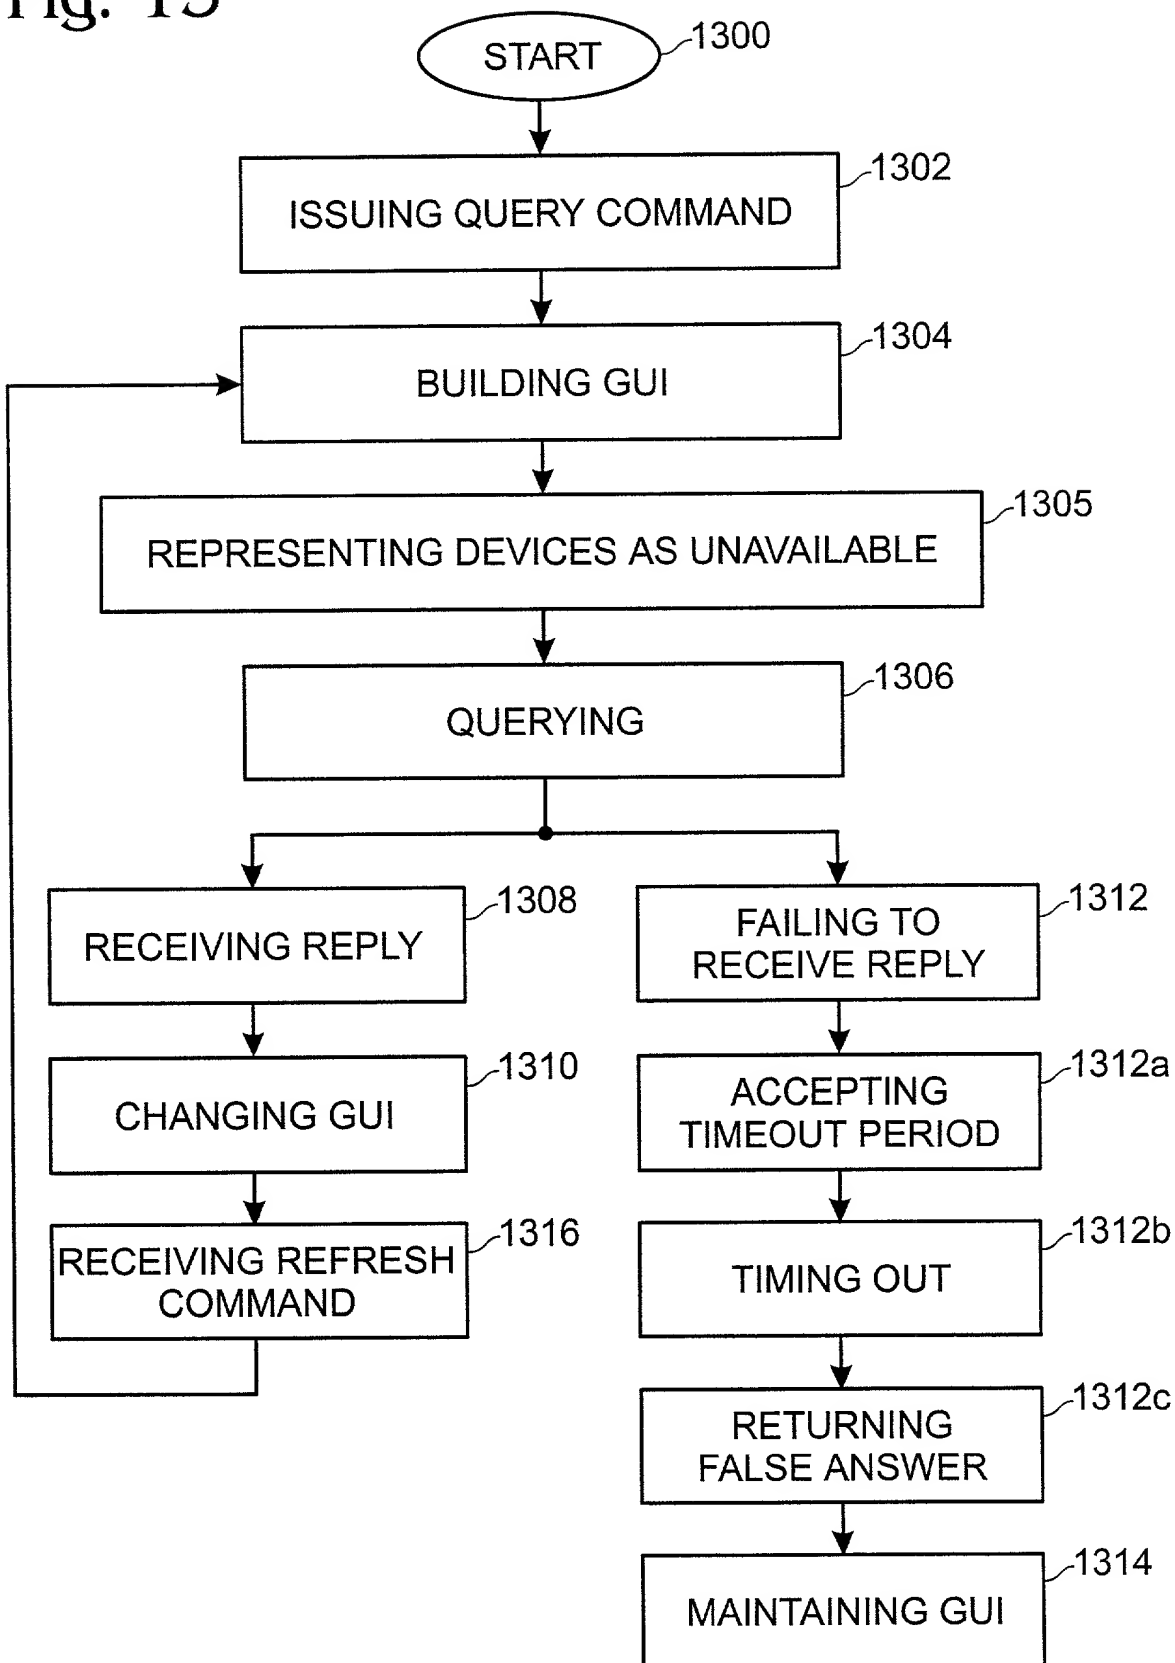 Fig. 13
START
1300
ISSUING QUERY COMMAND
1302
BUILDING GUI
1304
REPRESENTING DEVICES AS UNAVAILABLE
1305
QUERYING
1306
RECEIVING REPLY
1308
CHANGING GUI
1310
RECEIVING REFRESH
COMMAND
1316
FAILING TO
RECEIVE REPLY
1312
ACCEPTING
TIMEOUT PERIOD
1312a
TIMING OUT
1312b
RETURNING
FALSE ANSWER
1312c
MAINTAINING GUI
1314